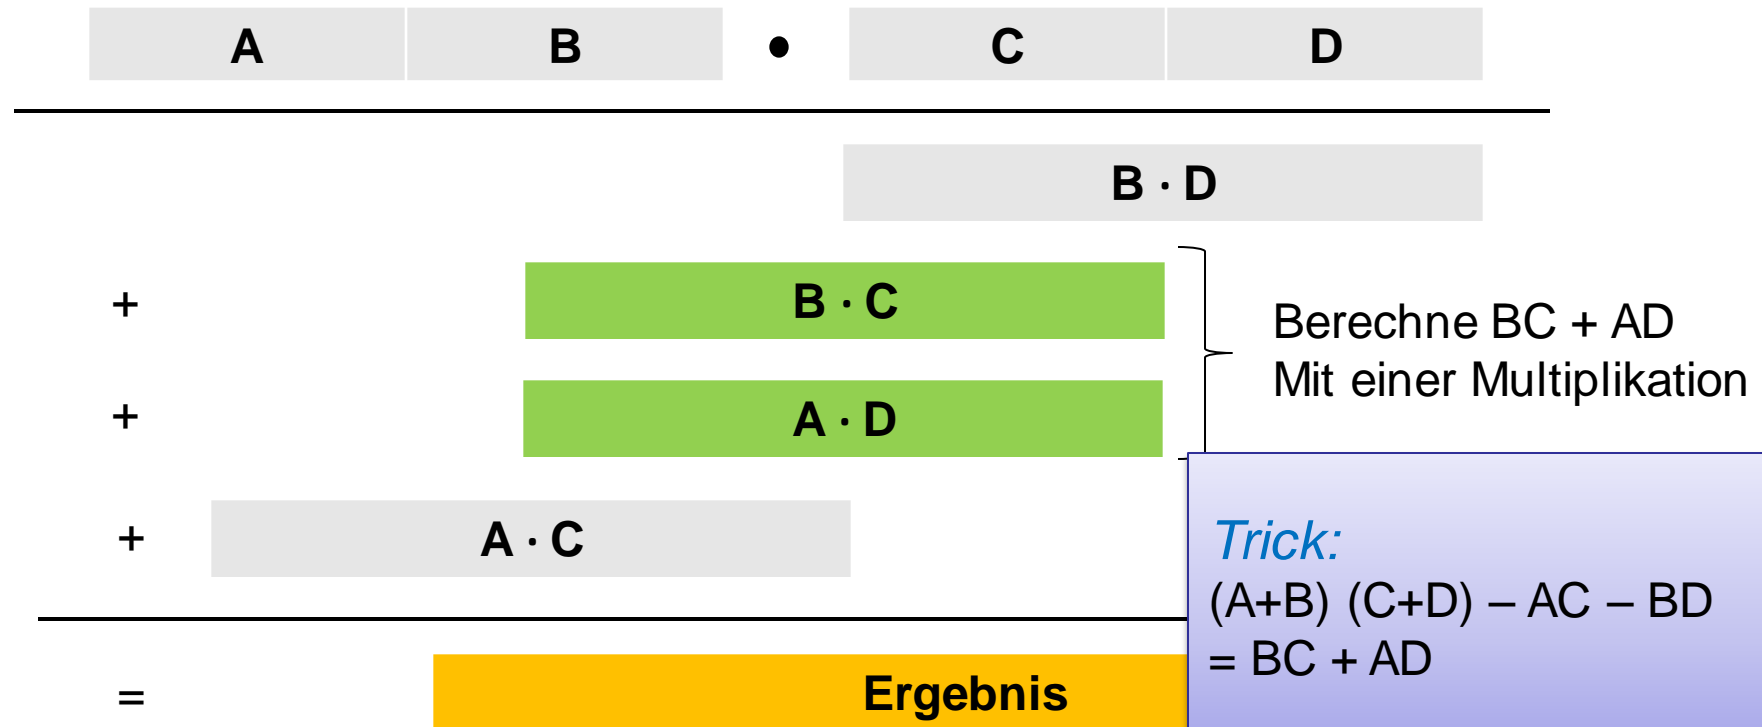 A B • C D
B · D
+ B · C
Berechne BC + AD
Mit einer Multiplikation
+ A · D
+ A · C
Trick:
(A+B) (C+D) – AC – BD
= BC + AD
= Ergebnis